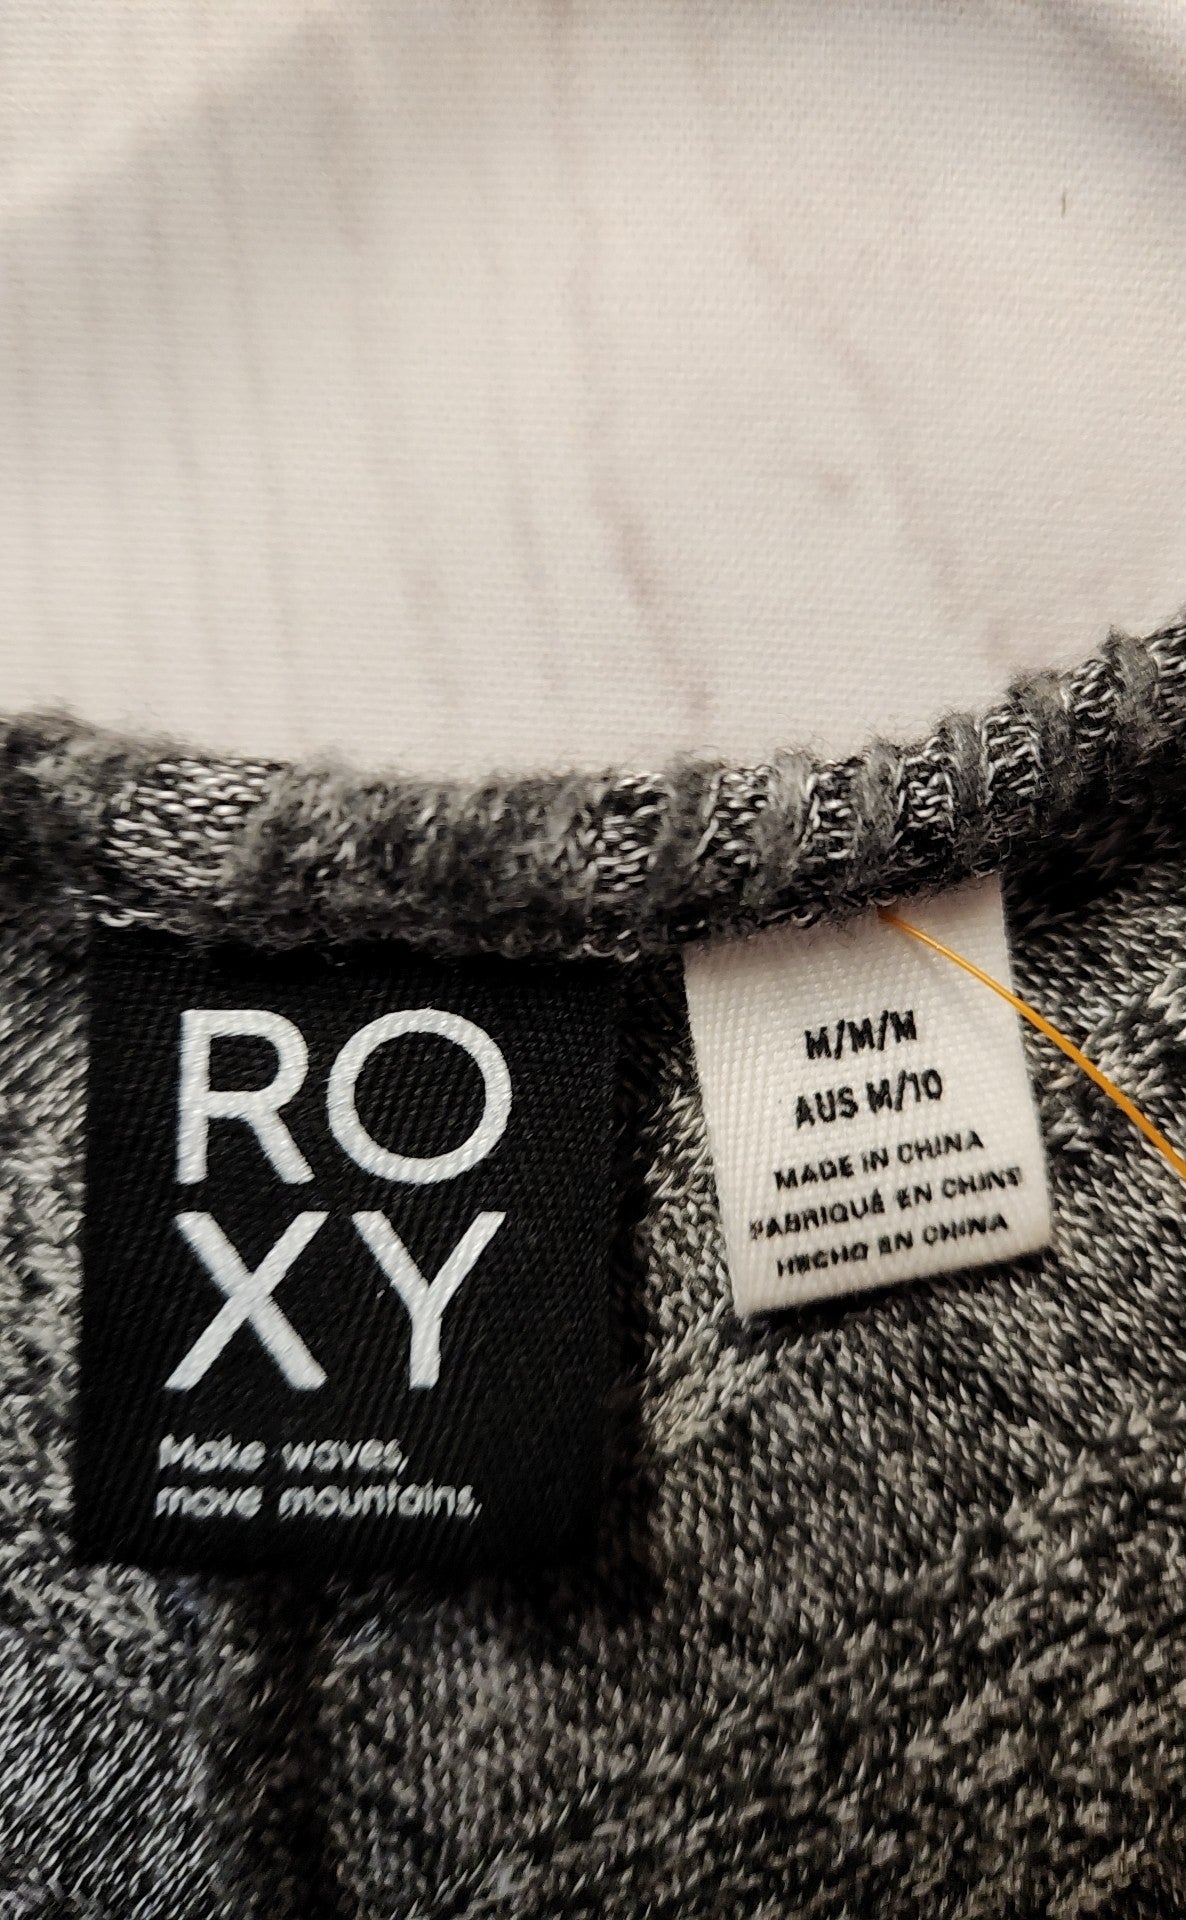 RO
XY
Make waves,
move mountains.
M/M/M
AUS M/10
MADE IN CHINA
FABRIQUÉ EN CHINE
HECHO EN CHINA